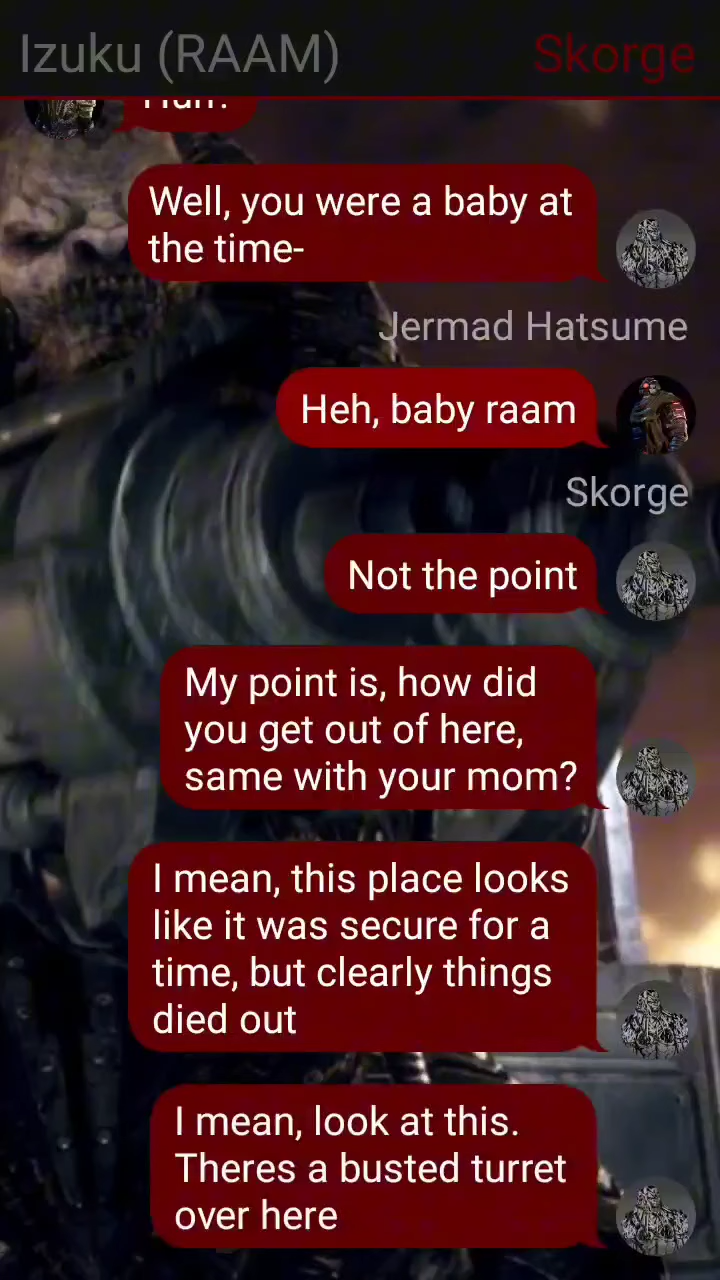 Izuku (RAAM)
Skorge
Huh?
Well, you were a baby at
the time-
Jermad Hatsume
Heh, baby raam
Skorge
Not the point
My point is, how did
you get out of here,
same with your mom?
I mean, this place looks
like it was secure for a
time, but clearly things
died out
I mean, look at this.
Theres a busted turret
over here